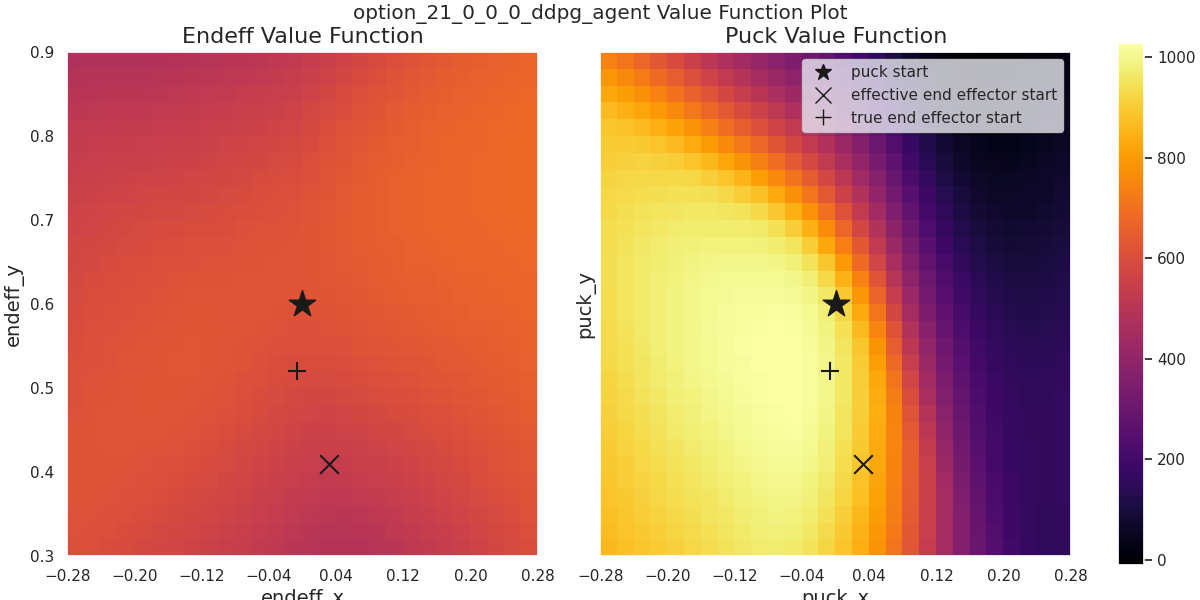 option_21_0_0_0_ddpg_agent Value Function Plot
Endeff Value Function
Puck Value Function
puck start
effective end effector start
true end effector start
0.9
0.8
0.7
0.6
0.5
0.4
0.3
endeff_y
−0.28 −0.20 −0.12 −0.04 0.04 0.12 0.20 0.28
endeff_x
puck_y
−0.28 −0.20 −0.12 −0.04 0.04 0.12 0.20 0.28
puck_x
1000
800
600
400
200
0